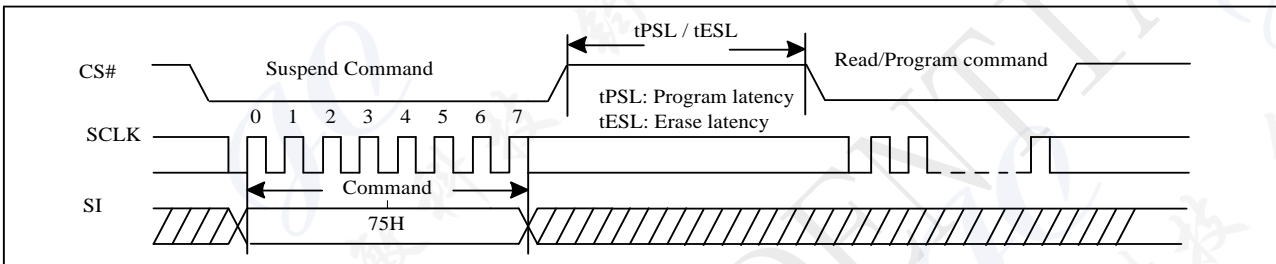 tPSL / tESL
CS#
Suspend Command
Read/Program command
tPSL: Program latency
tESL: Erase latency
0 1 2 3 4 5 6 7
SCLK
Command
SI
75H